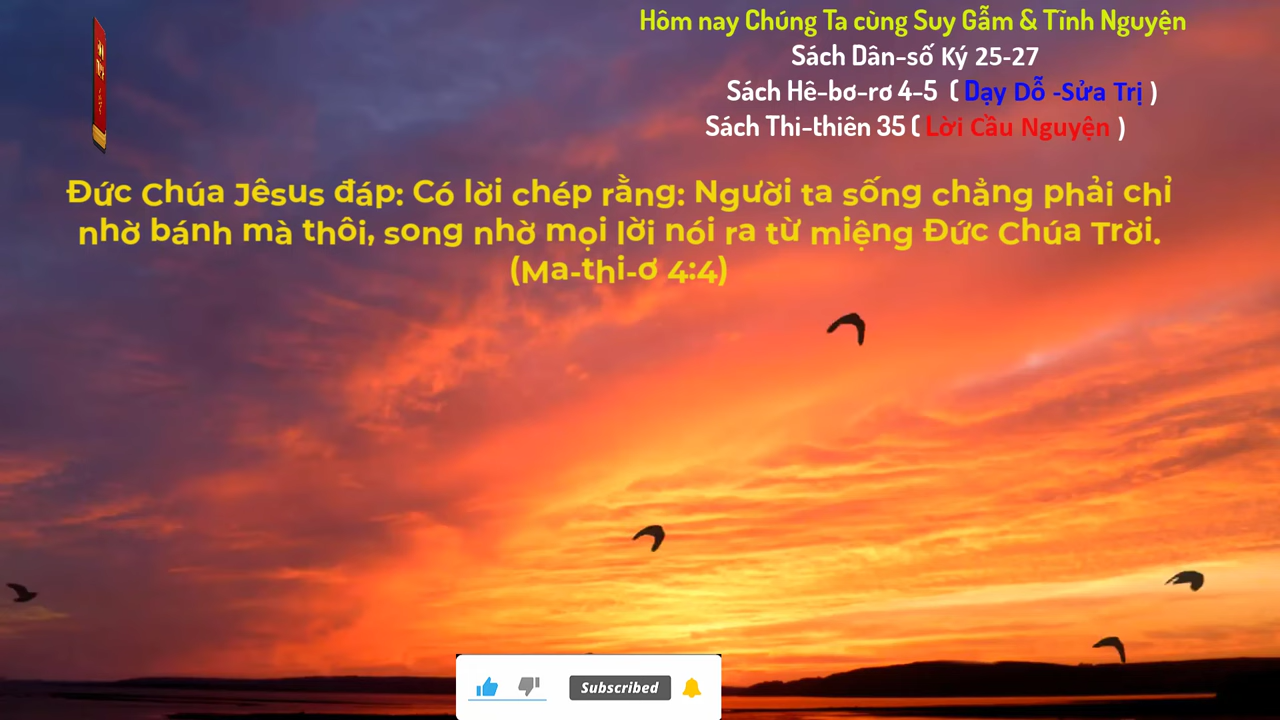 Hôm nay Chúng Ta cùng Suy Gẫm & Tĩnh Nguyện
Sách Dân-số Ký 25-27
Sách Hê-bơ-rơ 4-5 ( Dạy Dỗ -Sửa Trị )
Sách Thi-thiên 35 ( Lời Cầu Nguyện )
Đức Chúa Jêsus đáp: Có lời chép rằng: Người ta sống chẳng phải chỉ
nhờ bánh mà thôi, song nhờ mọi lời nói ra từ miệng Đức Chúa Trời.
(Ma-thi-ơ 4:4)
Subscribed